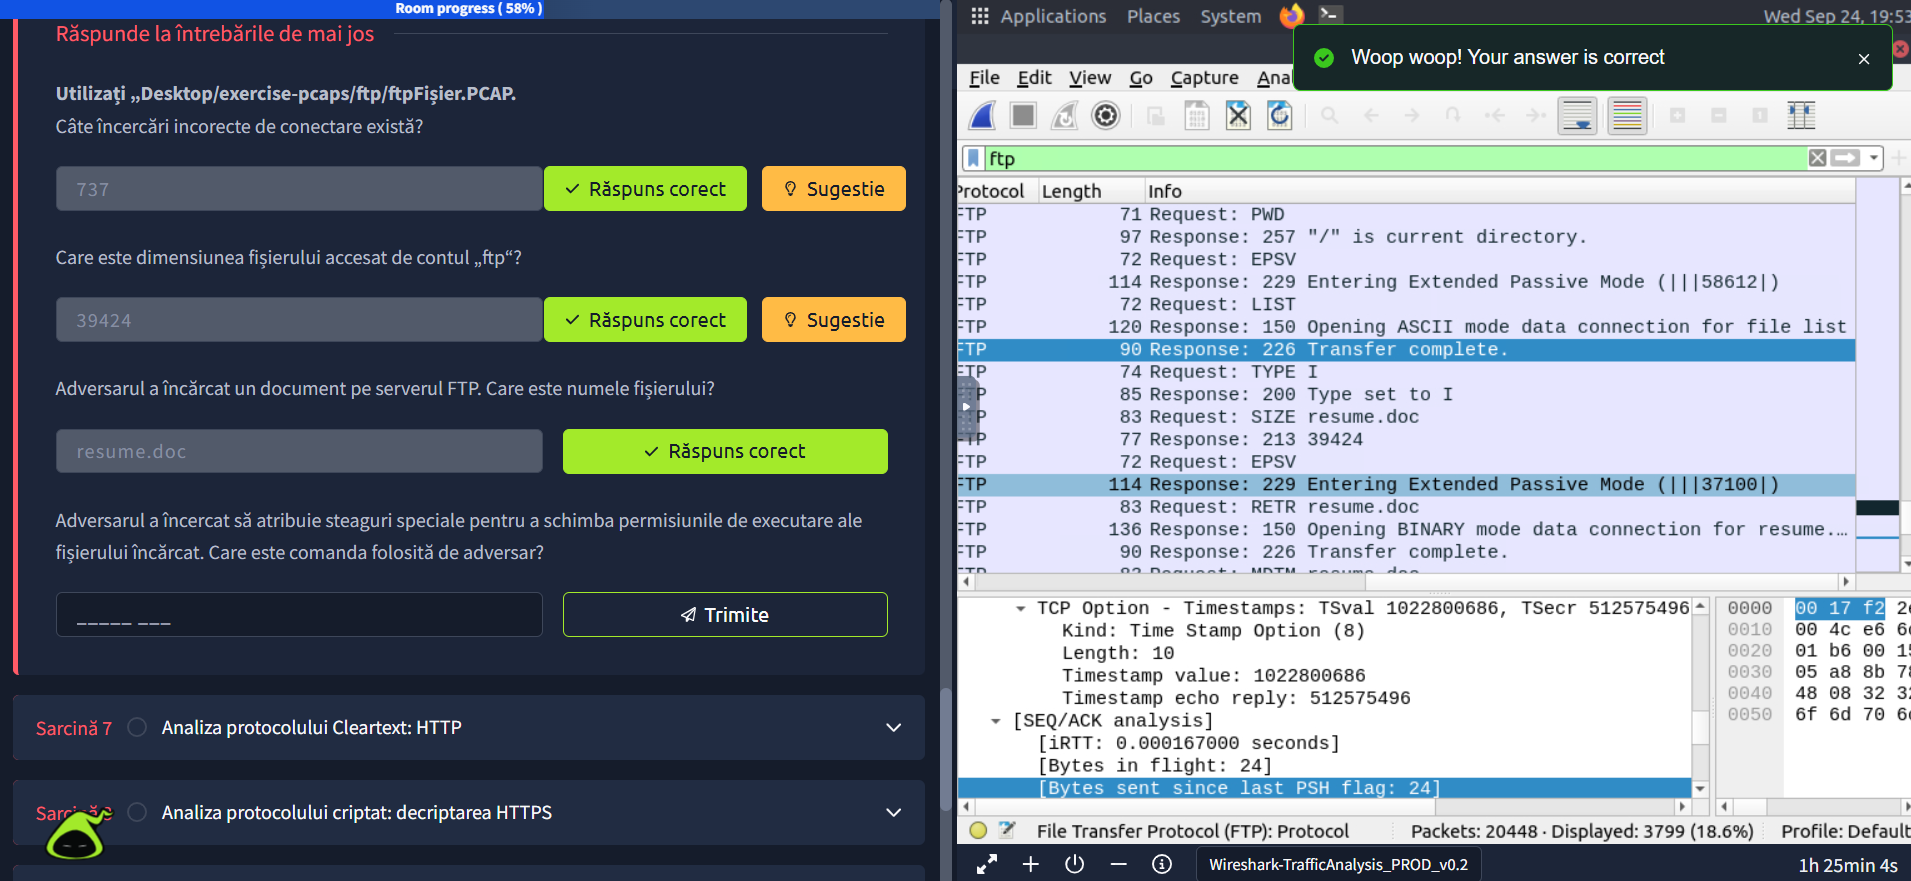 Room progress ( 58% )
Răspunde la întrebările de mai jos
Utilizați „Desktop/exercise-pcaps/ftp/ftpFișier.PCAP.
Câte încercări incorecte de conectare există?
737
Răspuns corect
Sugestie
Care este dimensiunea fișierului accesat de contul „ftp“?
39424
Răspuns corect
Sugestie
Adversarul a încărcat un document pe serverul FTP. Care este numele fișierului?
resume.doc
Răspuns corect
Adversarul a încercat să atribuie steaguri speciale pentru a schimba permisiunile de executare ale
fișierului încărcat. Care este comanda folosită de adversar?
_____ ___
Trimite
Sarcină 7 Analiza protocolului Cleartext: HTTP
Analiza protocolului criptat: decriptarea HTTPS
Applications Places System Wed Sep 24, 19:53
Woop woop! Your answer is correct
File Edit View Go Capture Anal
ftp
Protocol Length Info
FTP 71 Request: PWD
FTP 97 Response: 257 "/" is current directory.
FTP 72 Request: EPSV
FTP 114 Response: 229 Entering Extended Passive Mode (|||58612|)
FTP 72 Request: LIST
FTP 120 Response: 150 Opening ASCII mode data connection for file list
FTP 90 Response: 226 Transfer complete.
FTP 74 Request: TYPE I
P 85 Response: 200 Type set to I
P 83 Request: SIZE resume.doc
FTP 77 Response: 213 39424
FTP 72 Request: EPSV
FTP 114 Response: 229 Entering Extended Passive Mode (|||37100|)
FTP 83 Request: RETR resume.doc
FTP 136 Response: 150 Opening BINARY mode data connection for resume.…
FTP 90 Response: 226 Transfer complete.
FTP 83 Request: MDTM resume.doc
TCP Option - Timestamps: TSval 1022800686, TSecr 512575496
Kind: Time Stamp Option (8)
Length: 10
Timestamp value: 1022800686
Timestamp echo reply: 512575496
[SEQ/ACK analysis]
[iRTT: 0.000167000 seconds]
[Bytes in flight: 24]
[Bytes sent since last PSH flag: 24]
0000 00 17 f2
0010 00 4c e6
0020 01 b6 00
0030 05 a8 8b
0040 48 08 32
0050 6f 6d 70
File Transfer Protocol (FTP): Protocol Packets: 20448 · Displayed: 3799 (18.6%) Profile: Default
Wireshark-TrafficAnalysis_PROD_v0.2 1h 25min 4s